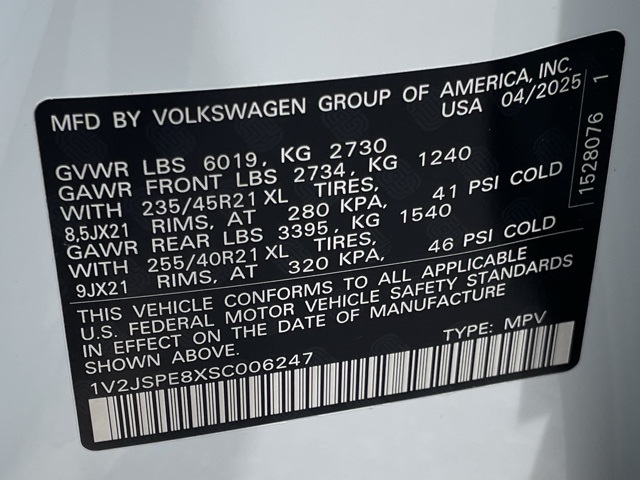 MFD BY VOLKSWAGEN GROUP OF AMERICA, INC.
USA 04/2025
GVWR LBS 6019, KG 2730
GAWR FRONT LBS 2734, KG 1240
WITH 235/45R21 XL TIRES,
8,5JX21 RIMS, AT 280 KPA, 41 PSI COLD
GAWR REAR LBS 3395, KG 1540
WITH 255/40R21 XL TIRES,
9JX21 RIMS, AT 320 KPA, 46 PSI COLD
THIS VEHICLE CONFORMS TO ALL APPLICABLE
U.S. FEDERAL MOTOR VEHICLE SAFETY STANDARDS
IN EFFECT ON THE DATE OF MANUFACTURE
SHOWN ABOVE. TYPE: MPV
1V2JSPE8XSC006247
1528076 1